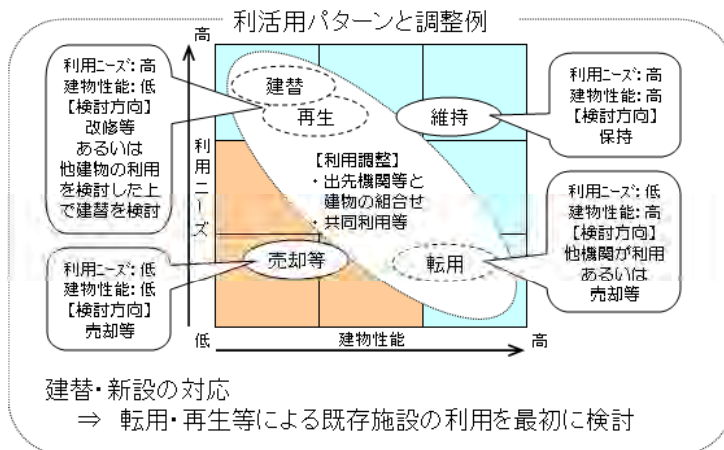 利活用パターンと調整例
高
利用ﾆｰｽﾞ：高
建物性能：低
【検討方向】
改修等
あるいは
他建物の利用
を検討した上
で建替を検討
利用ニーズ
建替
再生
維持
利用ﾆｰｽﾞ：高
建物性能：高
【検討方向】
保持
【利用調整】
・出先機関等と
建物の組合せ
・共同利用等
利用ﾆｰｽﾞ：低
建物性能：高
【検討方向】
他機関が利用
あるいは
売却等
利用ﾆｰｽﾞ：低
建物性能：低
【検討方向】
売却等
売却等
転用
低
建物性能
高
建替・新設の対応
⇒ 転用・再生等による既存施設の利用を最初に検討